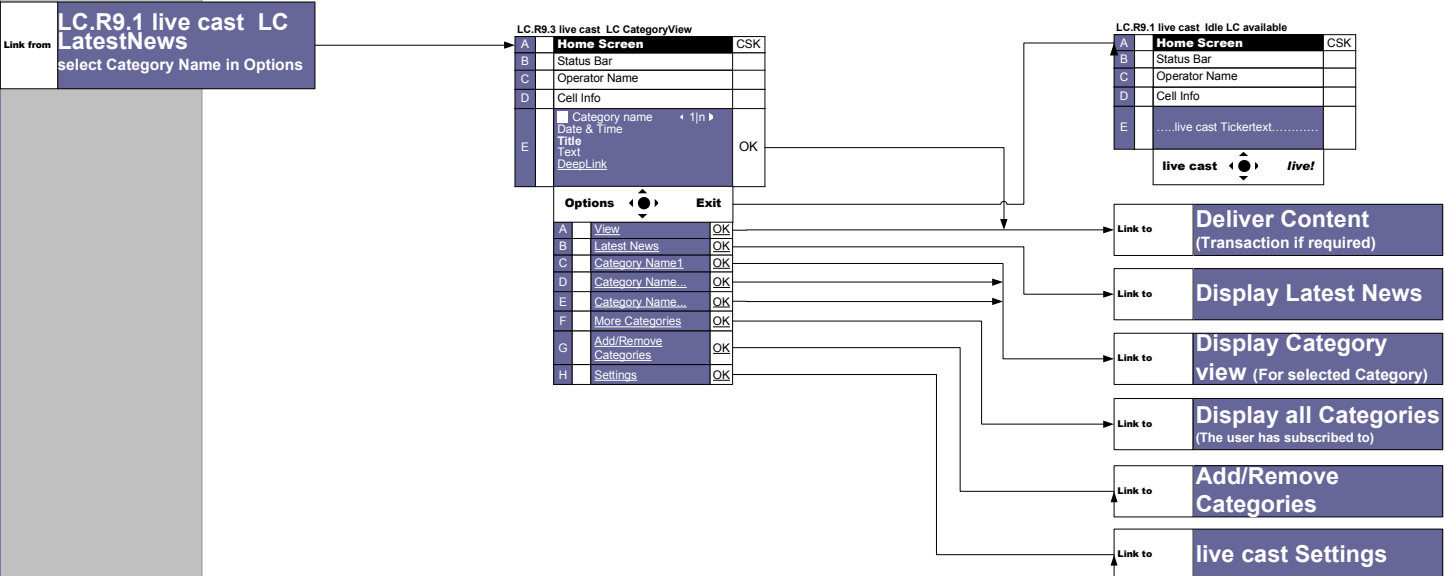 Link from
LC.R9.1 live cast LC
LatestNews
select Category Name in Options
LC.R9.3 live cast LC CategoryView
A Home Screen CSK
B Status Bar
C Operator Name
D Cell Info
E
Category name 1|n
Date & Time
Title
Text
DeepLink
OK
Options Exit
A View OK
B Latest News OK
C Category Name1 OK
D Category Name... OK
E Category Name... OK
F More Categories OK
G Add/Remove
Categories OK
H Settings OK
LC.R9.1 live cast Idle LC available
A Home Screen CSK
B Status Bar
C Operator Name
D Cell Info
E …..live cast Tickertext…………
live cast live!
Link to
Deliver Content
(Transaction if required)
Link to
Display Latest News
Link to
Display Category
view (For selected Category)
Link to
Display all Categories
(The user has subscribed to)
Link to
Add/Remove
Categories
Link to
live cast Settings